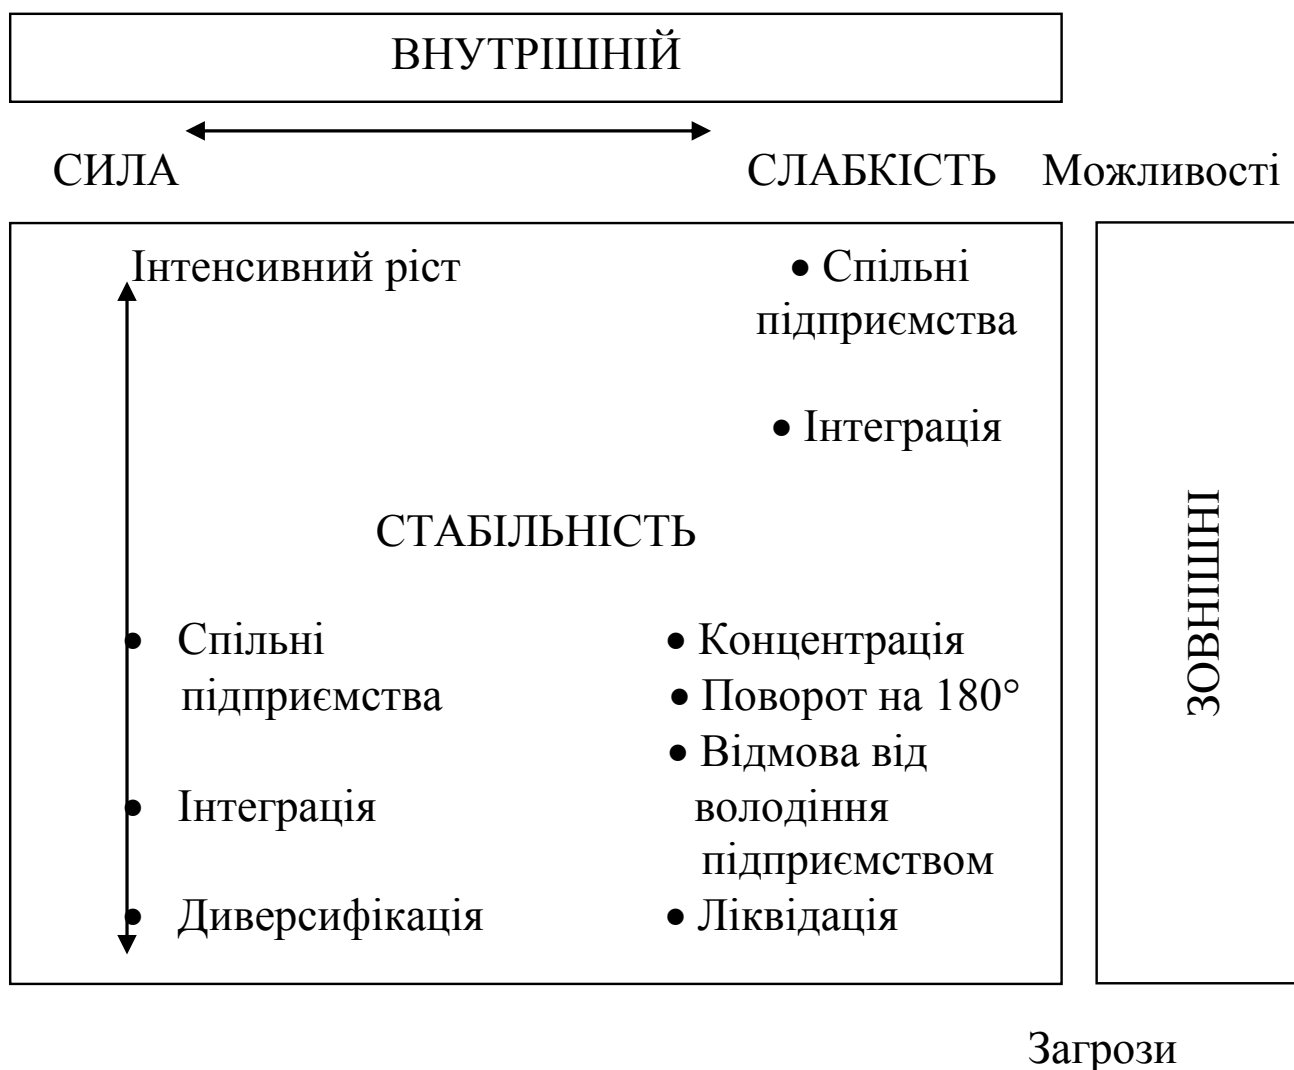 ВНУТРІШНІЙ
СИЛА СЛАБКІСТЬ Можливості
Інтенсивний ріст • Спільні
підприємства
• Інтеграція
СТАБІЛЬНІСТЬ
ЗОВНІШНІ
• Спільні • Концентрація
підприємства • Поворот на 180°
• Відмова від
• Інтеграція володіння
підприємством
• Диверсифікація • Ліквідація
Загрози